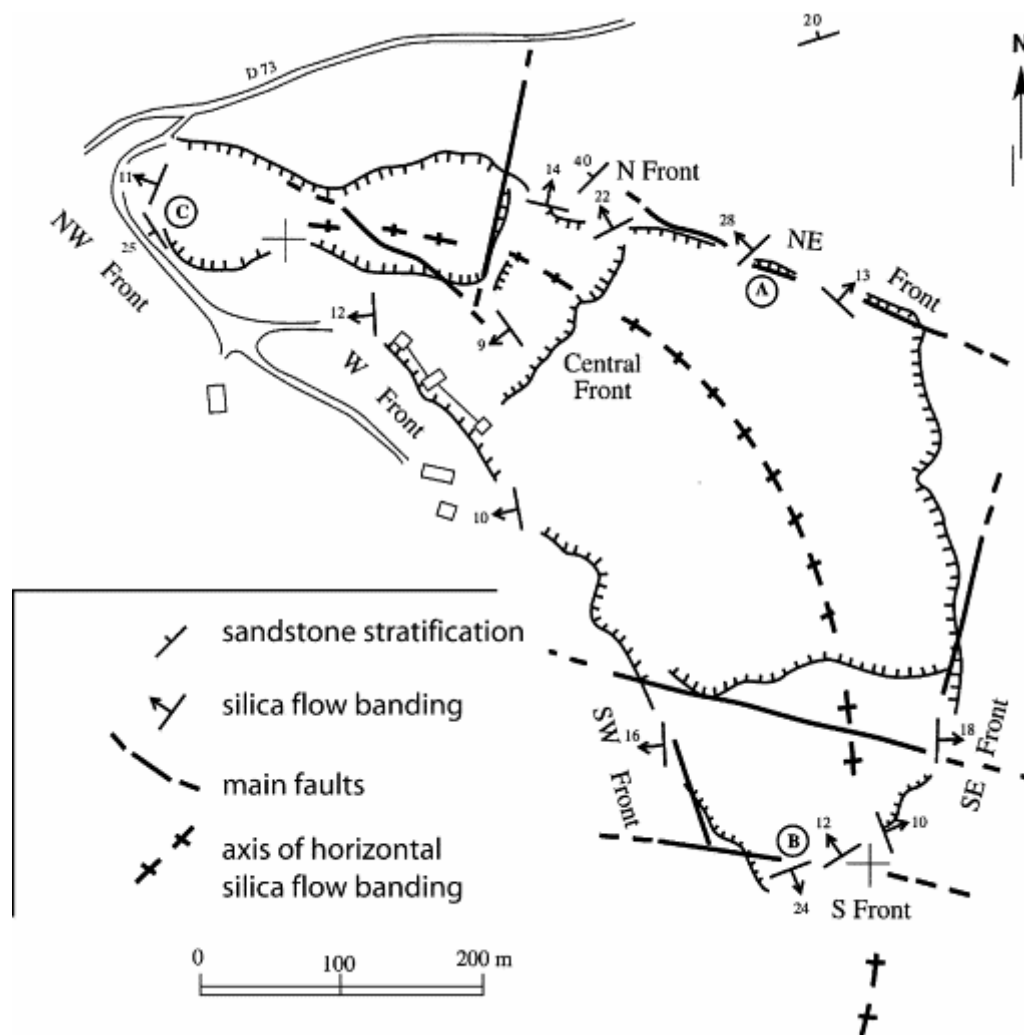 20
N
D 73
40
N Front
14
11
C
22
28
NE
NW
Front
25
A
13
Front
12
9
W
Front
Central
Front
10
sandstone stratification
silica flow banding
main faults
axis of horizontal
silica flow banding
SW
Front
16
18
SE
Front
12
10
B
24
S Front
0
100
200 m